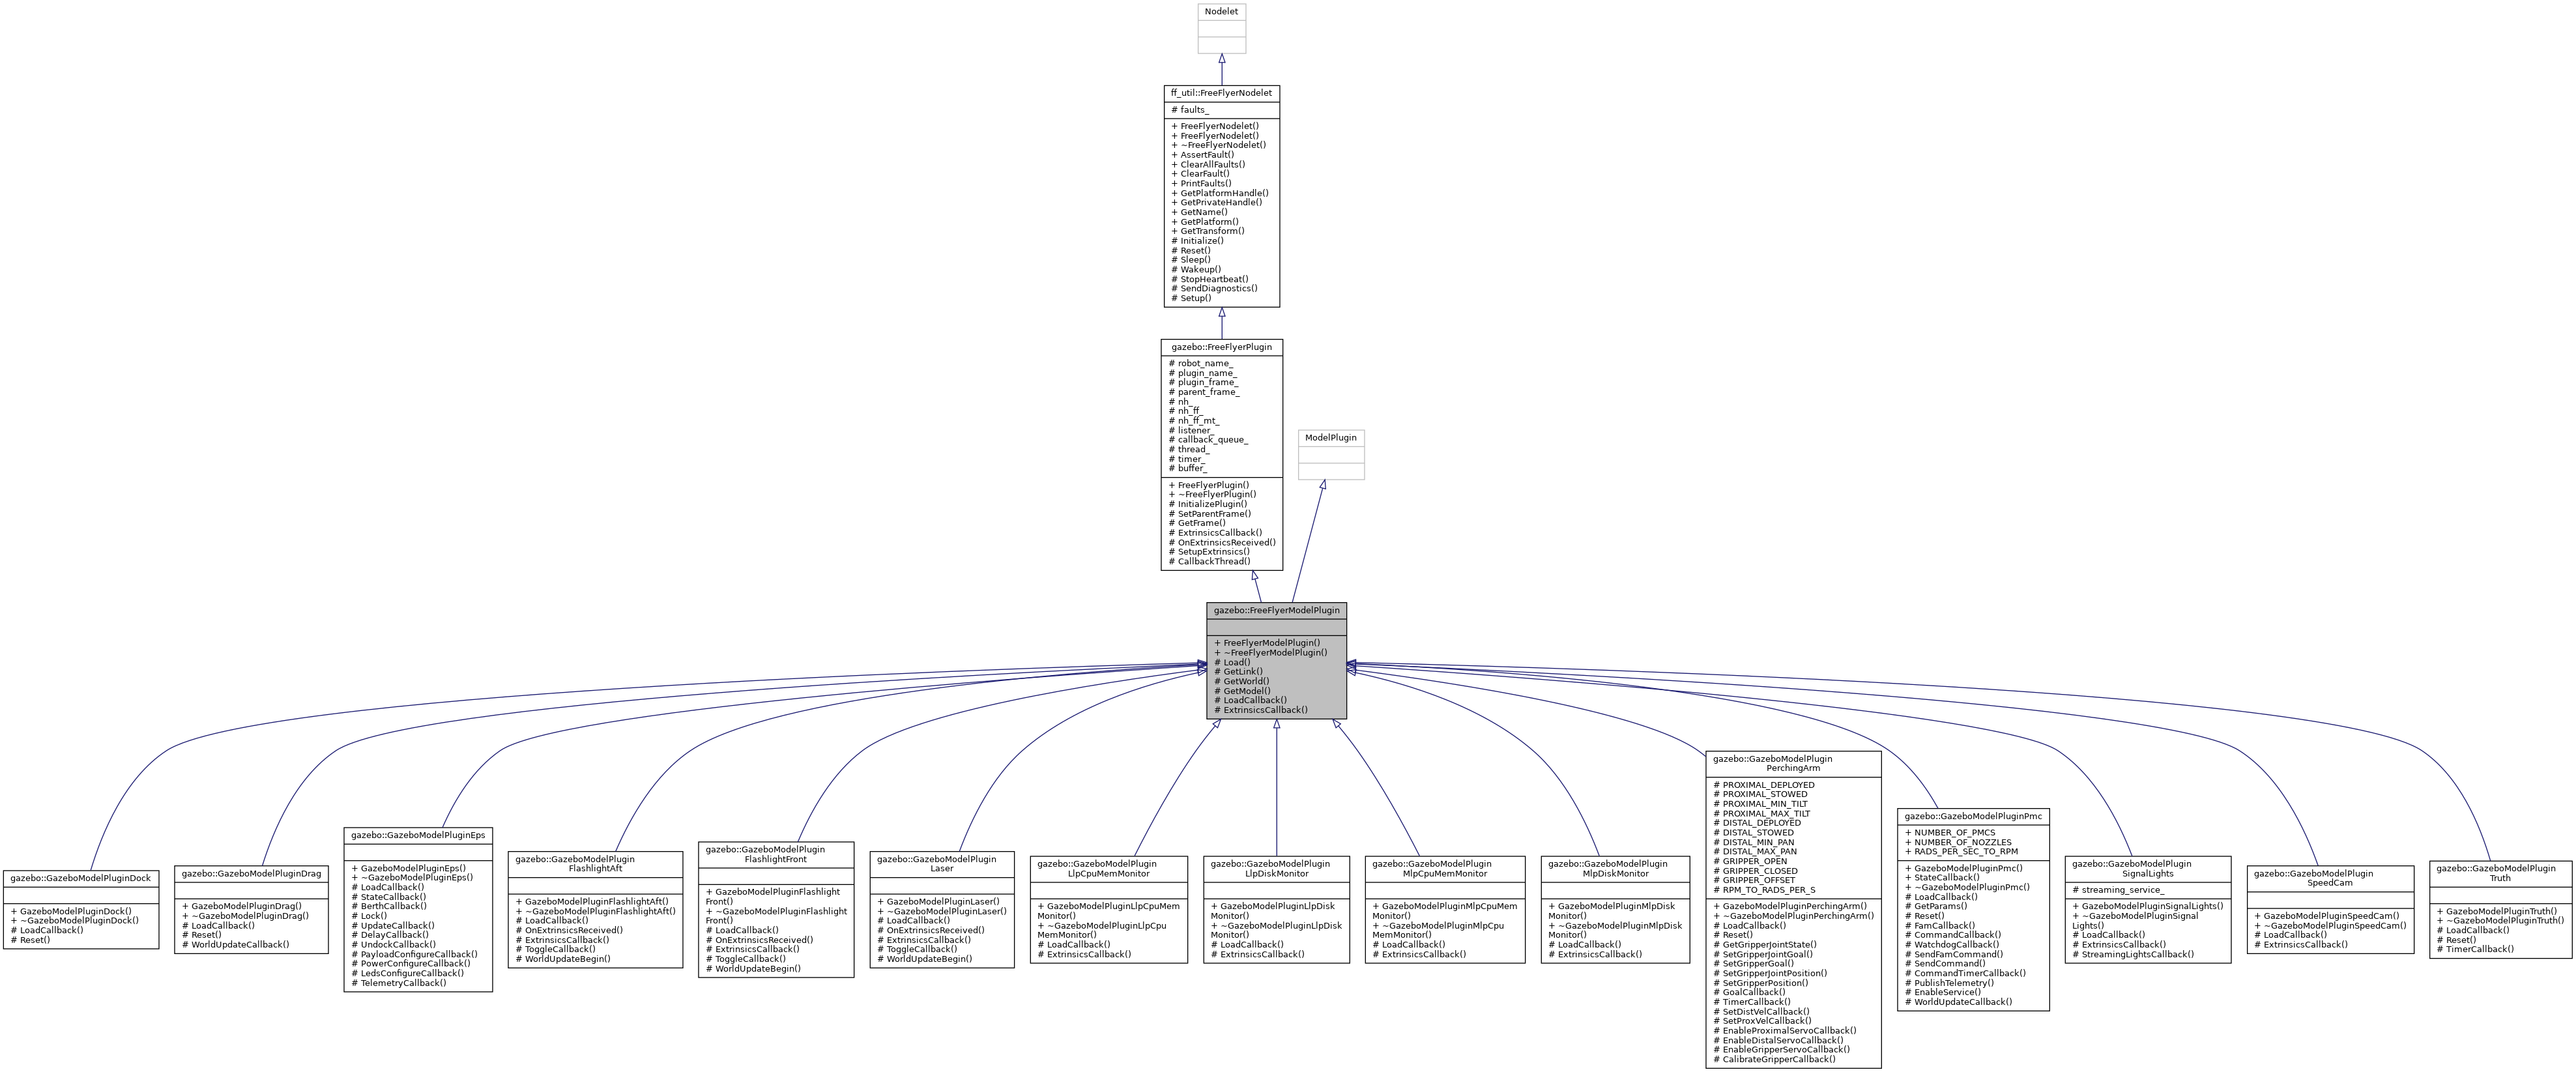 Nodelet
ff_util::FreeFlyerNodelet
# faults_
+ FreeFlyerNodelet()
+ FreeFlyerNodelet()
+ ~FreeFlyerNodelet()
+ AssertFault()
+ ClearAllFaults()
+ ClearFault()
+ PrintFaults()
+ GetPlatformHandle()
+ GetPrivateHandle()
+ GetName()
+ GetPlatform()
+ GetTransform()
# Initialize()
# Reset()
# Sleep()
# Wakeup()
# StopHeartbeat()
# SendDiagnostics()
# Setup()
gazebo::FreeFlyerPlugin
# robot_name_
# plugin_name_
# plugin_frame_
# parent_frame_
# nh_
# nh_ff_
# nh_ff_mt_
# listener_
# callback_queue_
# thread_
# timer_
# buffer_
+ FreeFlyerPlugin()
+ ~FreeFlyerPlugin()
# InitializePlugin()
# SetParentFrame()
# GetFrame()
# ExtrinsicsCallback()
# OnExtrinsicsReceived()
# SetupExtrinsics()
# CallbackThread()
ModelPlugin
gazebo::FreeFlyerModelPlugin
+ FreeFlyerModelPlugin()
+ ~FreeFlyerModelPlugin()
# Load()
# GetLink()
# GetWorld()
# GetModel()
# LoadCallback()
# ExtrinsicsCallback()
gazebo::GazeboModelPluginDock
+ GazeboModelPluginDock()
+ ~GazeboModelPluginDock()
# LoadCallback()
# Reset()
gazebo::GazeboModelPluginDrag
+ GazeboModelPluginDrag()
+ ~GazeboModelPluginDrag()
# LoadCallback()
# Reset()
# WorldUpdateCallback()
gazebo::GazeboModelPluginEps
+ GazeboModelPluginEps()
+ ~GazeboModelPluginEps()
# LoadCallback()
# StateCallback()
# BerthCallback()
# Lock()
# UpdateCallback()
# DelayCallback()
# UndockCallback()
# PayloadConfigureCallback()
# PowerConfigureCallback()
# LedsConfigureCallback()
# TelemetryCallback()
gazebo::GazeboModelPlugin
FlashlightAft
+ GazeboModelPluginFlashlightAft()
+ ~GazeboModelPluginFlashlightAft()
# LoadCallback()
# OnExtrinsicsReceived()
# ExtrinsicsCallback()
# ToggleCallback()
# WorldUpdateBegin()
gazebo::GazeboModelPlugin
FlashlightFront
+ GazeboModelPluginFlashlight
Front()
+ ~GazeboModelPluginFlashlight
Front()
# LoadCallback()
# OnExtrinsicsReceived()
# ExtrinsicsCallback()
# ToggleCallback()
# WorldUpdateBegin()
gazebo::GazeboModelPlugin
Laser
+ GazeboModelPluginLaser()
+ ~GazeboModelPluginLaser()
# LoadCallback()
# OnExtrinsicsReceived()
# ExtrinsicsCallback()
# ToggleCallback()
# WorldUpdateBegin()
gazebo::GazeboModelPlugin
LlpCpuMemMonitor
+ GazeboModelPluginLlpCpuMem
Monitor()
+ ~GazeboModelPluginLlpCpu
MemMonitor()
# LoadCallback()
# ExtrinsicsCallback()
gazebo::GazeboModelPlugin
LlpDiskMonitor
+ GazeboModelPluginLlpDisk
Monitor()
+ ~GazeboModelPluginLlpDisk
Monitor()
# LoadCallback()
# ExtrinsicsCallback()
gazebo::GazeboModelPlugin
MlpCpuMemMonitor
+ GazeboModelPluginMlpCpuMem
Monitor()
+ ~GazeboModelPluginMlpCpu
MemMonitor()
# LoadCallback()
# ExtrinsicsCallback()
gazebo::GazeboModelPlugin
MlpDiskMonitor
+ GazeboModelPluginMlpDisk
Monitor()
+ ~GazeboModelPluginMlpDisk
Monitor()
# LoadCallback()
# ExtrinsicsCallback()
gazebo::GazeboModelPlugin
PerchingArm
# PROXIMAL_DEPLOYED
# PROXIMAL_STOWED
# PROXIMAL_MIN_TILT
# PROXIMAL_MAX_TILT
# DISTAL_DEPLOYED
# DISTAL_STOWED
# DISTAL_MIN_PAN
# DISTAL_MAX_PAN
# GRIPPER_OPEN
# GRIPPER_CLOSED
# GRIPPER_OFFSET
# RPM_TO_RADS_PER_S
+ GazeboModelPluginPerchingArm()
+ ~GazeboModelPluginPerchingArm()
# LoadCallback()
# Reset()
# GetGripperJointState()
# SetGripperJointGoal()
# SetGripperGoal()
# SetGripperJointPosition()
# SetGripperPosition()
# GoalCallback()
# TimerCallback()
# SetDistVelCallback()
# SetProxVelCallback()
# EnableProximalServoCallback()
# EnableDistalServoCallback()
# EnableGripperServoCallback()
# CalibrateGripperCallback()
gazebo::GazeboModelPluginPmc
+ NUMBER_OF_PMCS
+ NUMBER_OF_NOZZLES
+ RADS_PER_SEC_TO_RPM
+ GazeboModelPluginPmc()
+ StateCallback()
+ ~GazeboModelPluginPmc()
# LoadCallback()
# GetParams()
# Reset()
# FamCallback()
# CommandCallback()
# WatchdogCallback()
# SendFamCommand()
# SendCommand()
# CommandTimerCallback()
# PublishTelemetry()
# EnableService()
# WorldUpdateCallback()
gazebo::GazeboModelPlugin
SignalLights
# streaming_service_
+ GazeboModelPluginSignalLights()
+ ~GazeboModelPluginSignal
Lights()
# LoadCallback()
# ExtrinsicsCallback()
# StreamingLightsCallback()
gazebo::GazeboModelPlugin
SpeedCam
+ GazeboModelPluginSpeedCam()
+ ~GazeboModelPluginSpeedCam()
# LoadCallback()
# ExtrinsicsCallback()
gazebo::GazeboModelPlugin
Truth
+ GazeboModelPluginTruth()
+ ~GazeboModelPluginTruth()
# LoadCallback()
# Reset()
# TimerCallback()